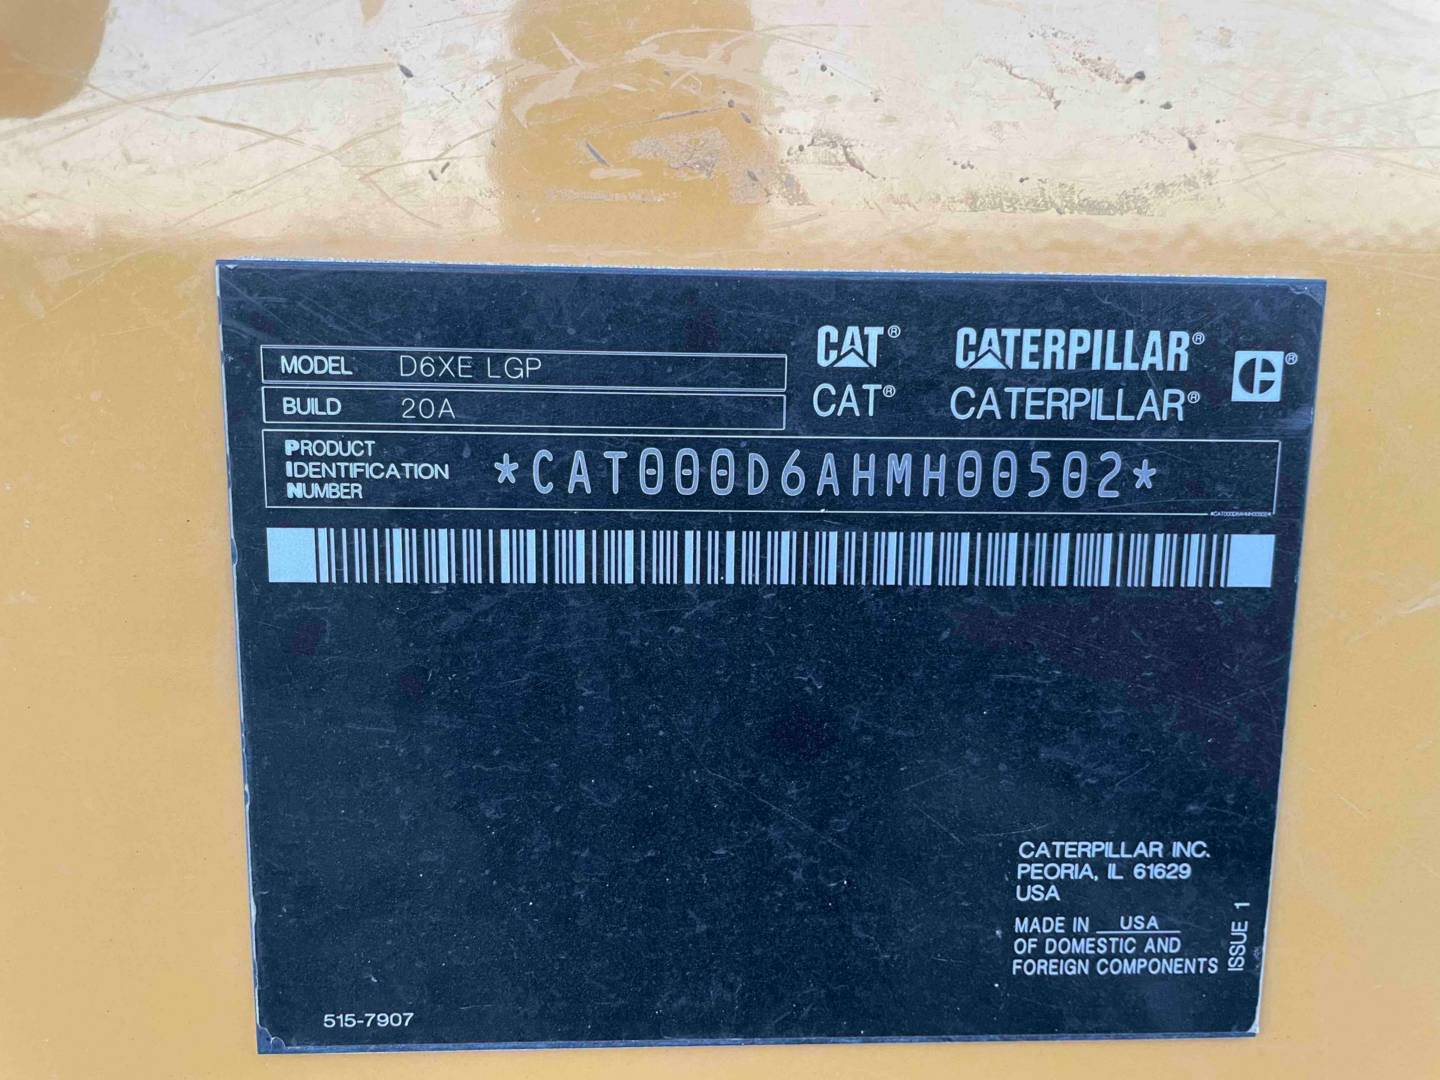 MODEL D6XE LGP
BUILD 20A
CAT® CATERPILLAR®
CAT® CATERPILLAR®
®
PRODUCT
IDENTIFICATION
NUMBER
*CAT000D6AHMH00502*
*CAT000D6AHMH00502*
CATERPILLAR INC.
PEORIA, IL 61629
USA
MADE IN USA
OF DOMESTIC AND
FOREIGN COMPONENTS
ISSUE 1
515-7907